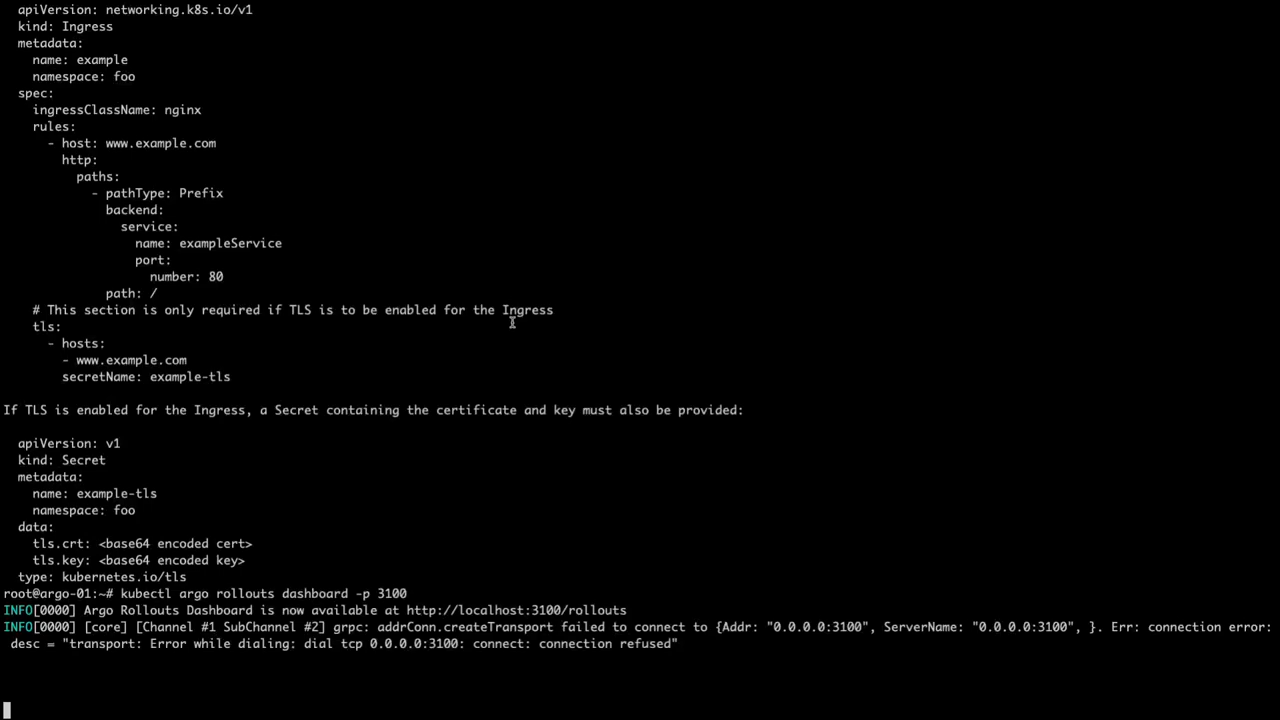 apiVersion: networking.k8s.io/v1
  kind: Ingress
  metadata:
    name: example
    namespace: foo
  spec:
    ingressClassName: nginx
    rules:
      - host: www.example.com
        http:
          paths:
            - pathType: Prefix
              backend:
                service:
                  name: exampleService
                  port:
                    number: 80
              path: /
    # This section is only required if TLS is to be enabled for the Ingress
    tls:
      - hosts:
        - www.example.com
        secretName: example-tls
If TLS is enabled for the Ingress, a Secret containing the certificate and key must also be provided:
  apiVersion: v1
  kind: Secret
  metadata:
    name: example-tls
    namespace: foo
  data:
    tls.crt: <base64 encoded cert>
    tls.key: <base64 encoded key>
  type: kubernetes.io/tls
root@argo-01:~# kubectl argo rollouts dashboard -p 3100
INFO[0000] Argo Rollouts Dashboard is now available at http://localhost:3100/rollouts
INFO[0000] [core] [Channel #1 SubChannel #2] grpc: addrConn.createTransport failed to connect to {Addr: "0.0.0.0:3100", ServerName: "0.0.0.0:3100", }. Err: connection error:
 desc = "transport: Error while dialing: dial tcp 0.0.0.0:3100: connect: connection refused"